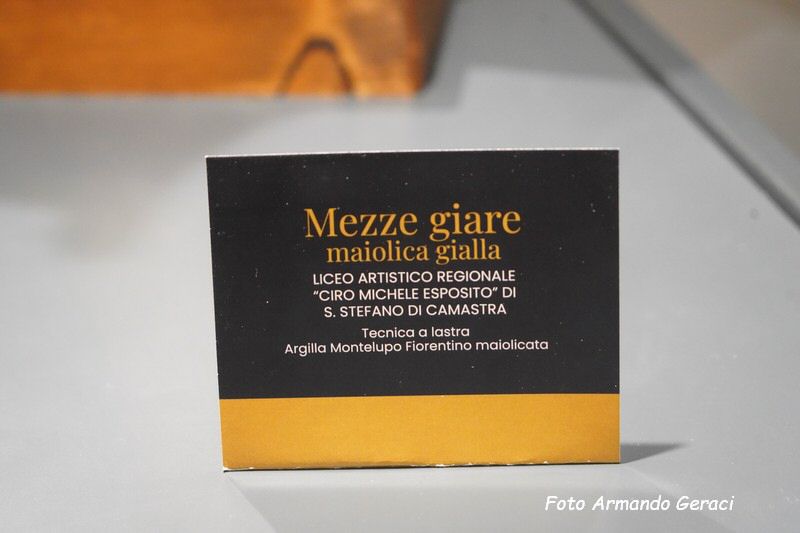 Mezze giare
maiolica gialla
LICEO ARTISTICO REGIONALE
“CIRO MICHELE ESPOSITO” DI
S. STEFANO DI CAMASTRA
Tecnica a lastra
Argilla Montelupo Fiorentino maiolicata
Foto Armando Geraci